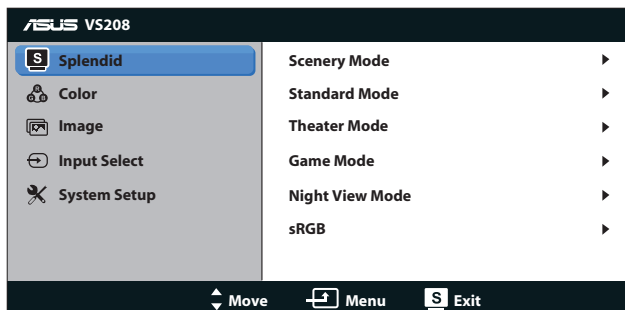 ASUS VS208
S Splendid
Color
Image
Input Select
System Setup
Scenery Mode
Standard Mode
Theater Mode
Game Mode
Night View Mode
sRGB
Move Menu S Exit